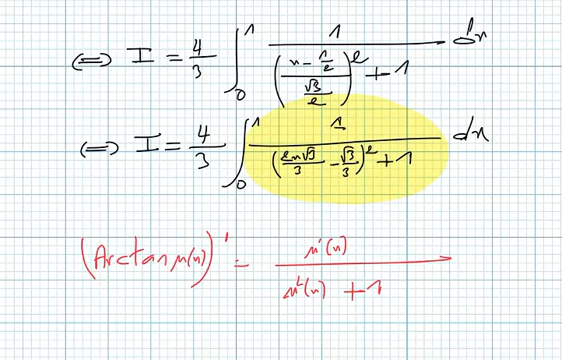 (⇔) I = 4/3 ∫₀¹ 1 / (((x - 1/2) / (√3/2))² + 1) dx
(⇔) I = 4/3 ∫₀¹ 1 / ((2x√3/3 - √3/3)² + 1) dx
(Arctan u(x))' = u'(x) / (u²(x) + 1)